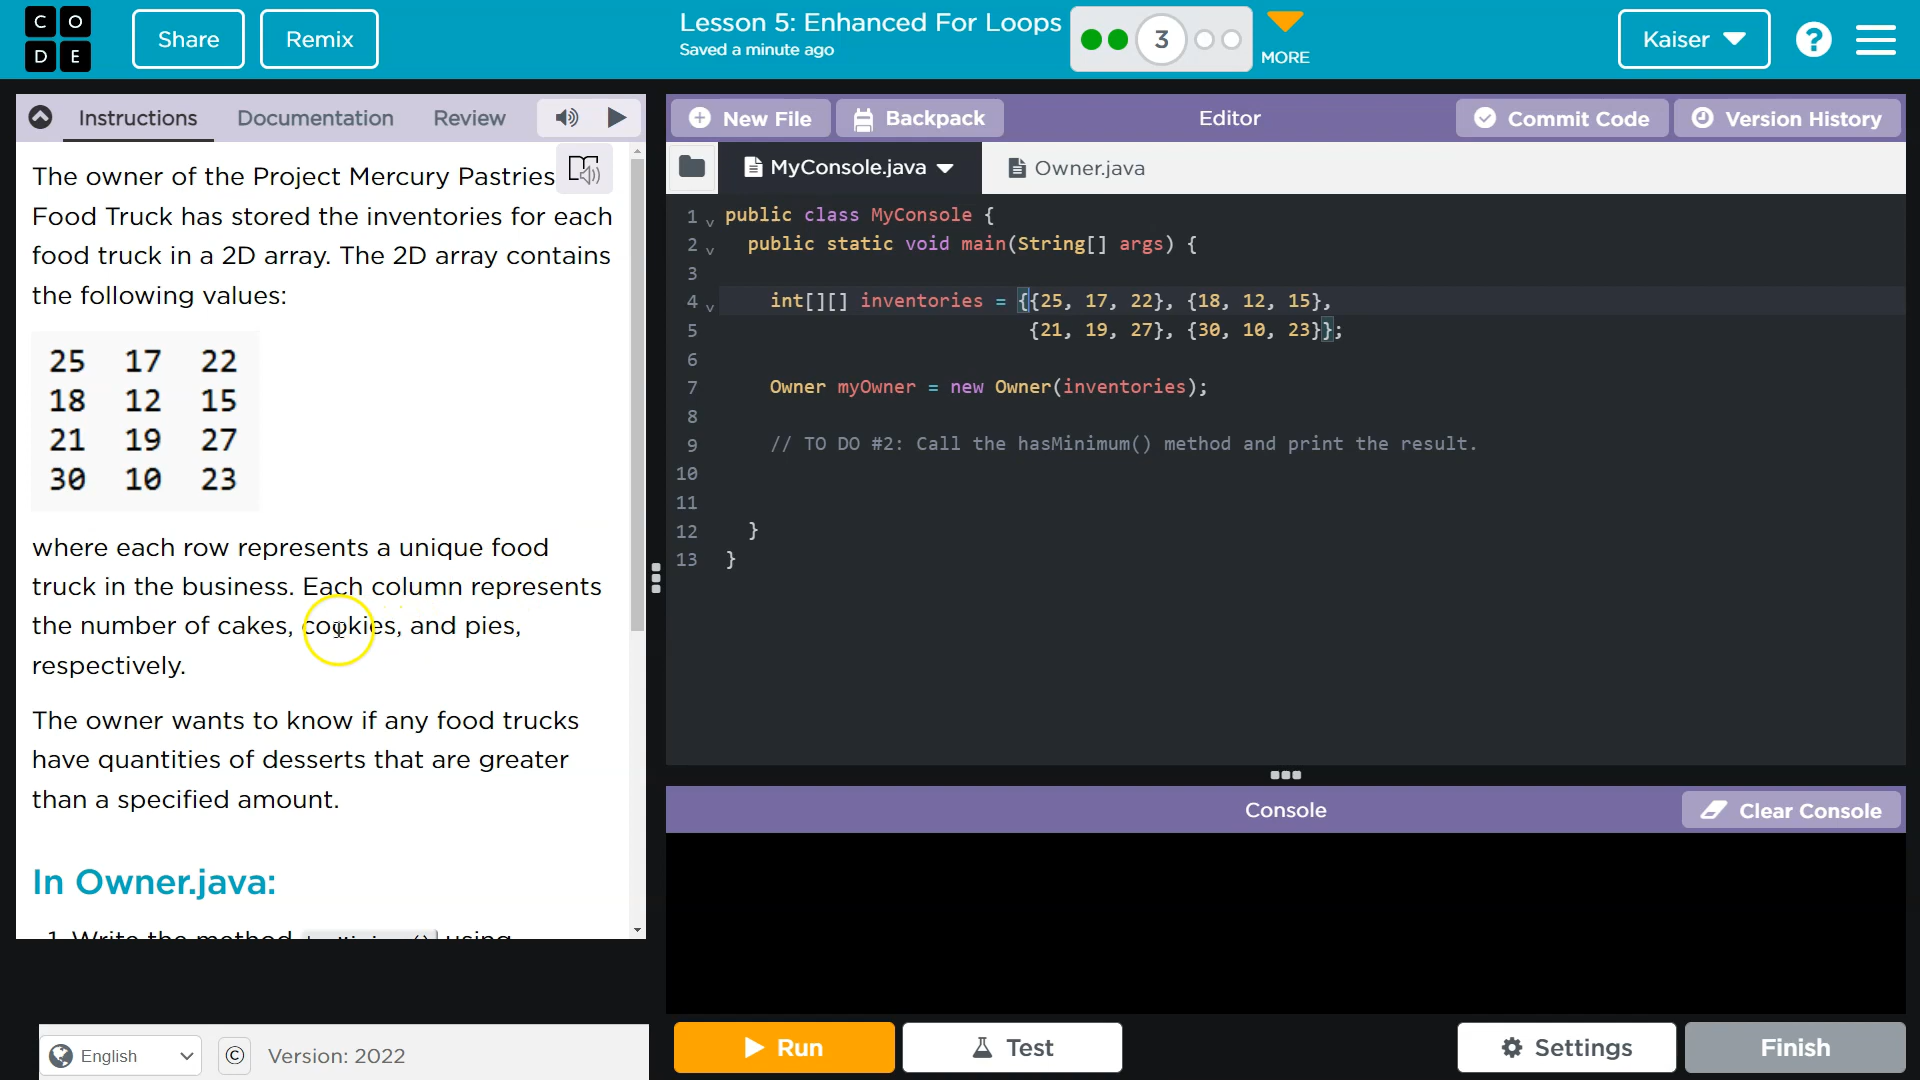 C O
D E
Share
Remix
Lesson 5: Enhanced For Loops
Saved a minute ago
3
MORE
Kaiser
?
Instructions
Documentation
Review
New File
Backpack
Editor
Commit Code
Version History
The owner of the Project Mercury Pastries
Food Truck has stored the inventories for each
food truck in a 2D array. The 2D array contains
the following values:
25 17 22
18 12 15
21 19 27
30 10 23
where each row represents a unique food
truck in the business. Each column represents
the number of cakes, cookies, and pies,
respectively.
The owner wants to know if any food trucks
have quantities of desserts that are greater
than a specified amount.
In Owner.java:
1. Write the method using
MyConsole.java
Owner.java
1 public class MyConsole {
2 public static void main(String[] args) {
3
4 int[][] inventories = {{25, 17, 22}, {18, 12, 15},
5 {21, 19, 27}, {30, 10, 23}};
6
7 Owner myOwner = new Owner(inventories);
8
9 // TO DO #2: Call the hasMinimum() method and print the result.
10
11
12 }
13 }
Console
Clear Console
English
©
Version: 2022
Run
Test
Settings
Finish